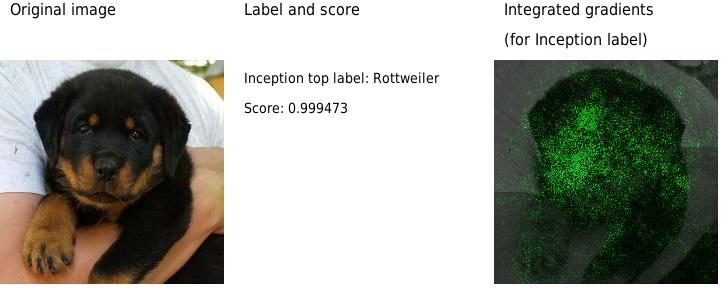 Original image
Label and score
Integrated gradients
(for Inception label)
Inception top label: Rottweiler
Score: 0.999473